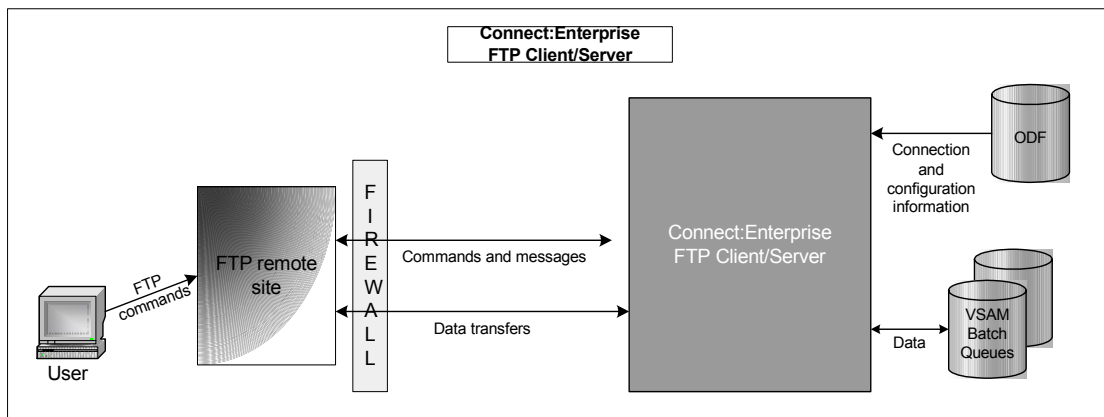 Connect:Enterprise
FTP Client/Server
ODF
Connection
and
configuration
information
FIREWALL
FTP remote
site
Commands and messages
Connect:Enterprise
FTP Client/Server
FTP
commands
Data transfers
VSAM
Batch
Queues
Data
User